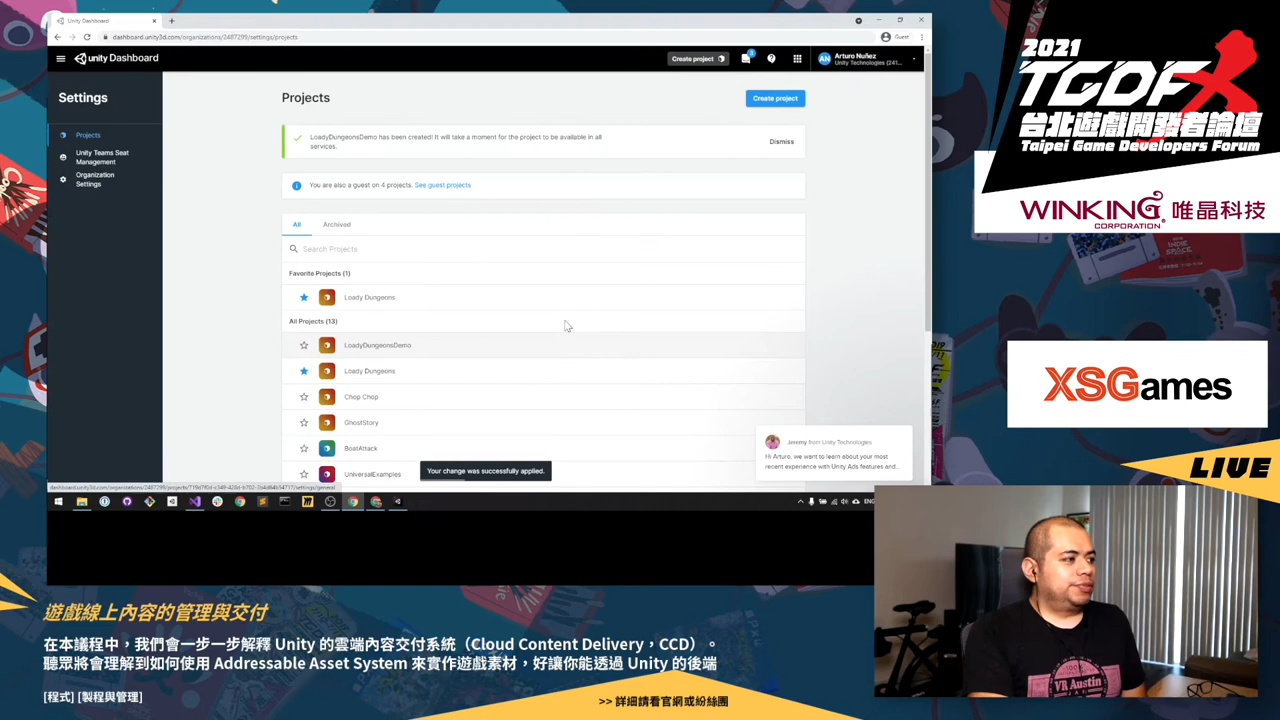 Unity Dashboard
dashboard.unity3d.com/organizations/2487299/settings/projects
Guest
unity Dashboard
Create project
AN
Arturo Nuñez
Unity Technologies (241...
Settings
Projects
Unity Teams Seat
Management
Organization
Settings
Projects
Create project
LoadyDungeonsDemo has been created! It will take a moment for the project to be available in all
services.
Dismiss
You are also a guest on 4 projects. See guest projects
All
Archived
Search Projects
Favorite Projects (1)
Loady Dungeons
All Projects (13)
LoadyDungeonsDemo
Loady Dungeons
Chop Chop
GhostStory
BoatAttack
UniversalExamples
Your change was successfully applied.
Jeremy from Unity Technologies
Hi Arturo, we want to learn about your most
recent experience with Unity Ads features and...
ENG
2021
TGDF X
台北遊戲開發者論壇
Taipei Game Developers Forum
WINKING 唯晶科技
CORPORATION
XSGames
LIVE
VR Austin
JAM
遊戲線上內容的管理與交付
在本議程中，我們會一步一步解釋 Unity 的雲端內容交付系統（Cloud Content Delivery，CCD）。
聽眾將會理解到如何使用 Addressable Asset System 來實作遊戲素材，好讓你能透過 Unity 的後端
[程式] [製程與管理]
>> 詳細請看官網或粉絲團